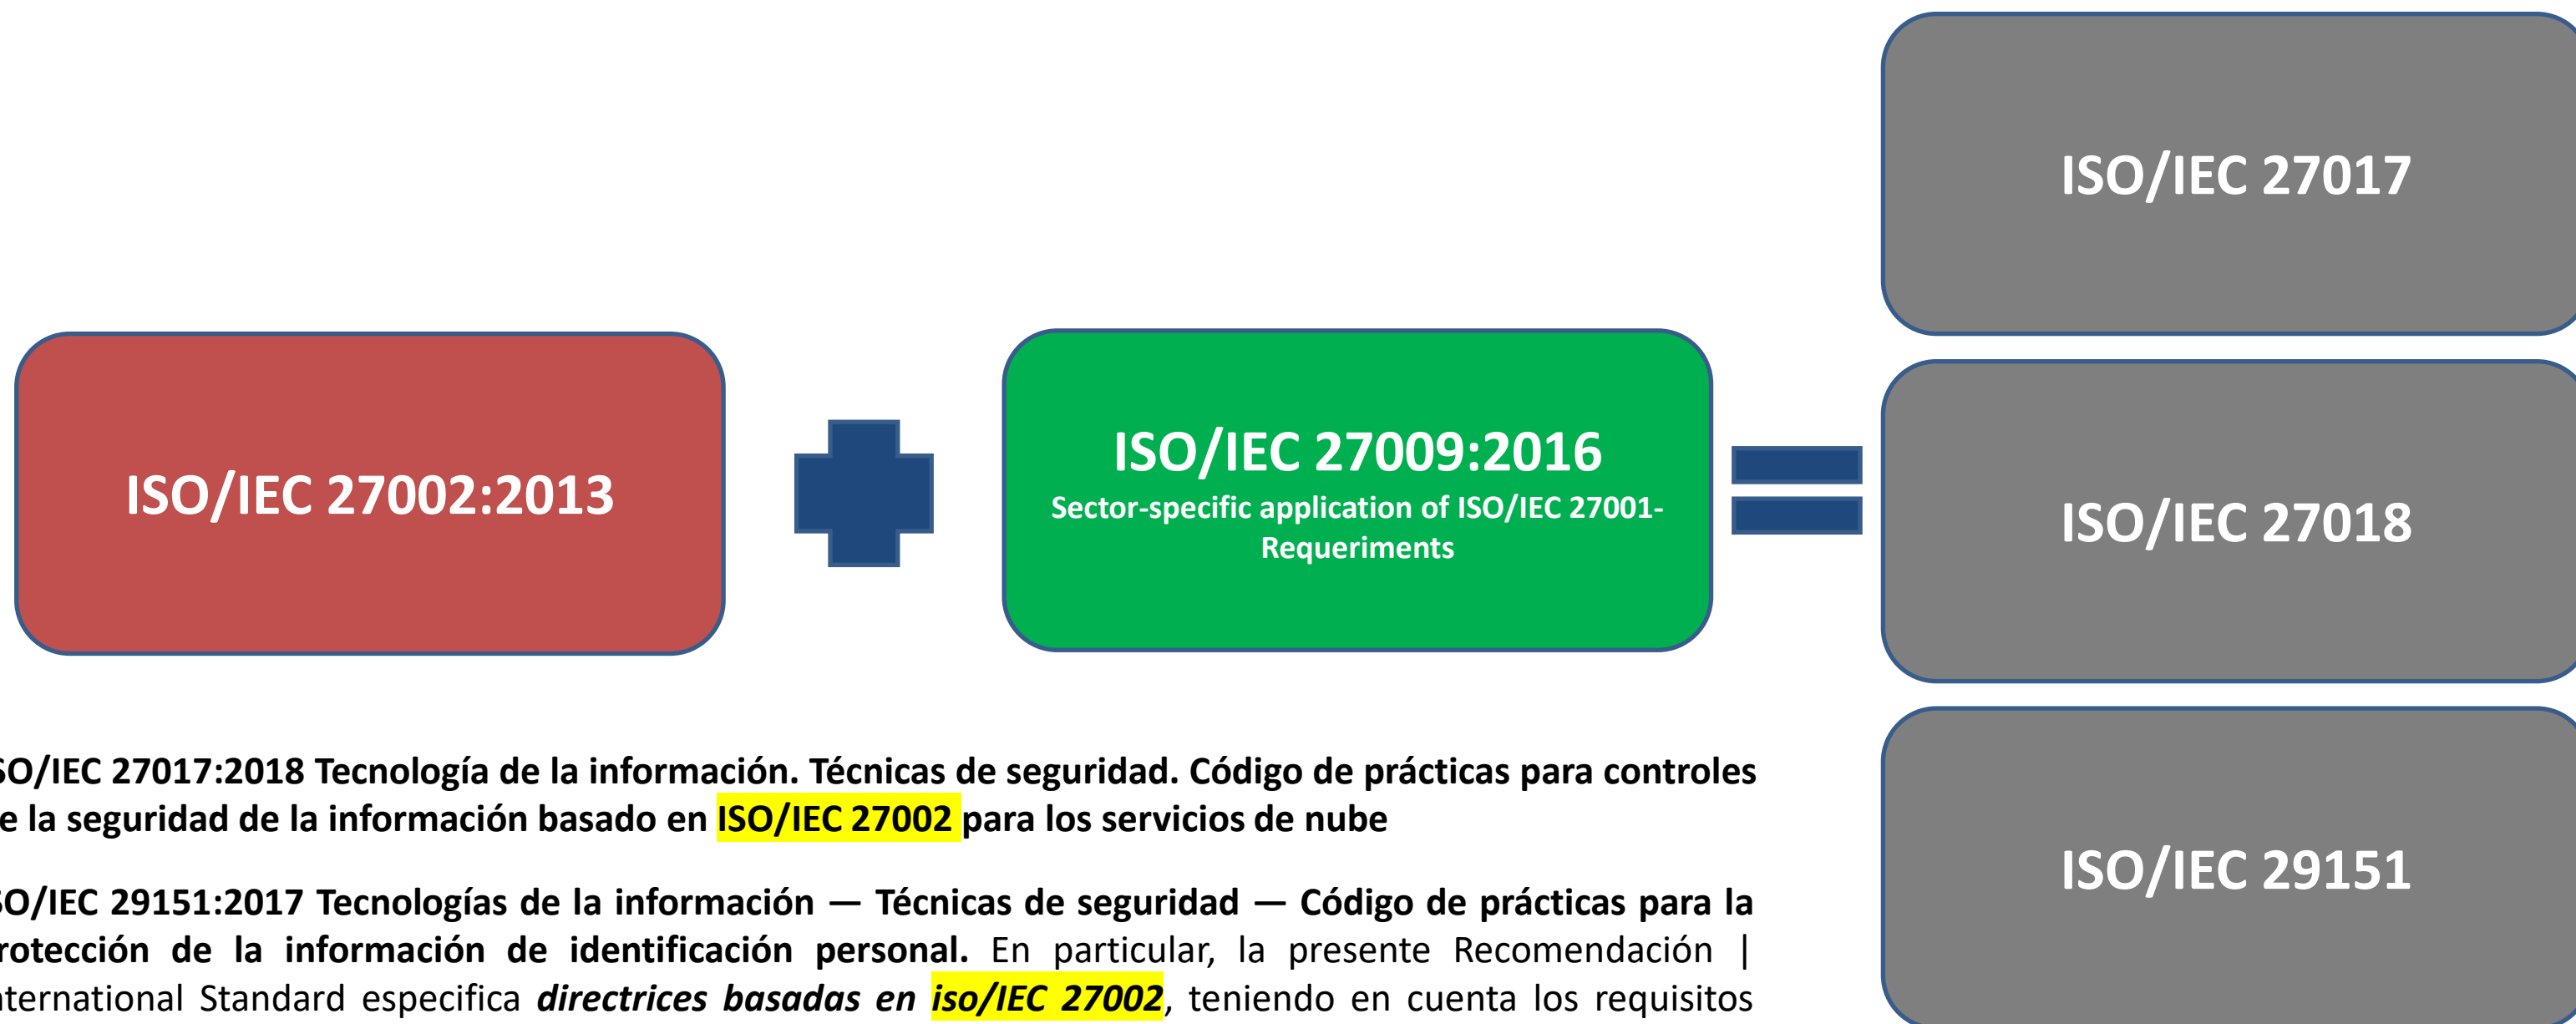 ISO/IEC 27017
ISO/IEC 27002:2013
ISO/IEC 27009:2016
Sector-specific application of ISO/IEC 27001-
Requeriments
ISO/IEC 27018
ISO/IEC 29151
SO/IEC 27017:2018 Tecnología de la información. Técnicas de seguridad. Código de prácticas para controles
e la seguridad de la información basado en ISO/IEC 27002 para los servicios de nube
SO/IEC 29151:2017 Tecnologías de la información — Técnicas de seguridad — Código de prácticas para la
rotección de la información de identificación personal. En particular, la presente Recomendación |
nternational Standard especifica directrices basadas en iso/IEC 27002, teniendo en cuenta los requisitos